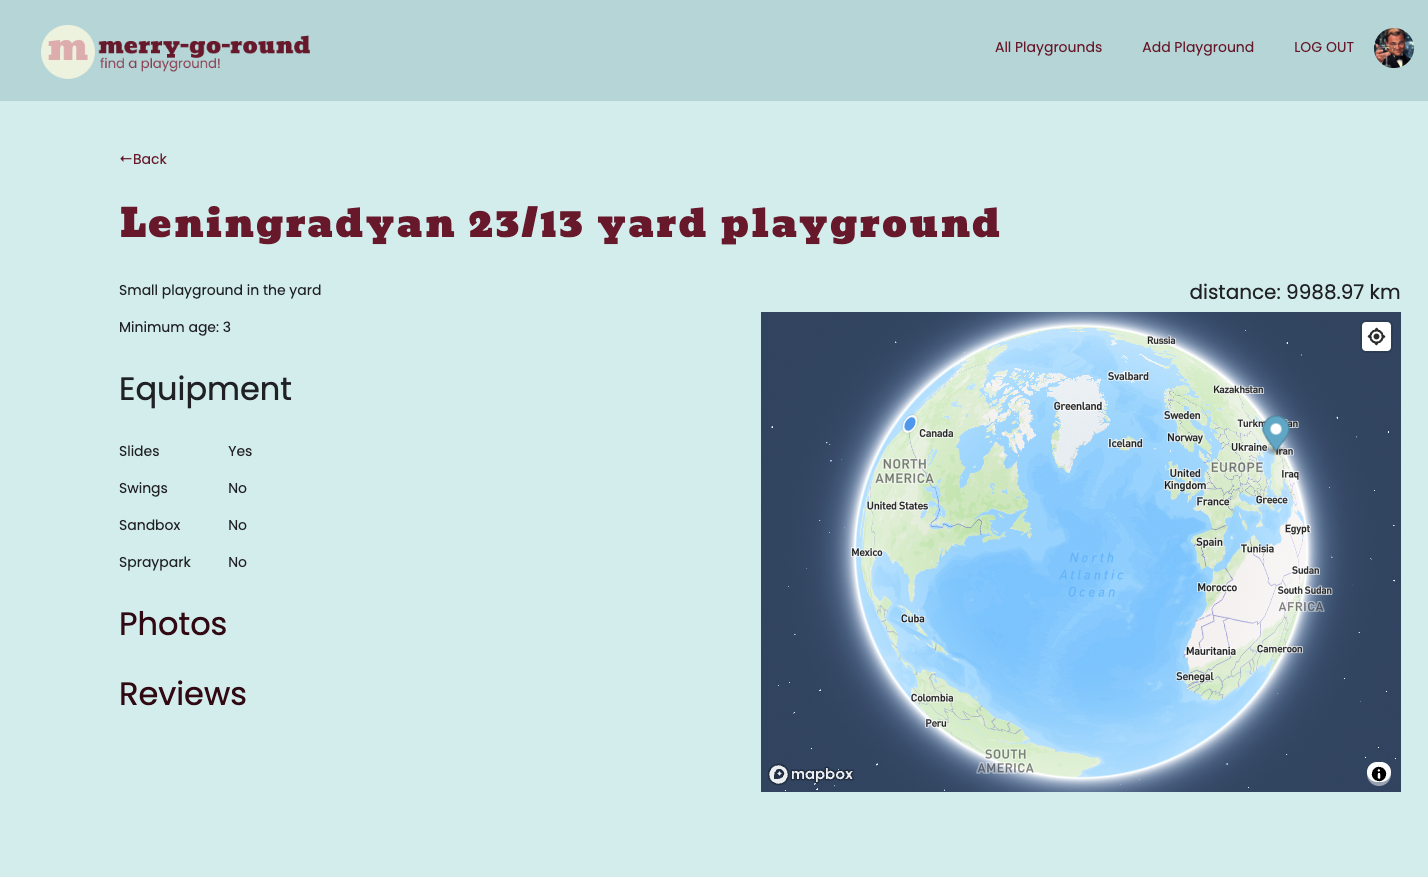 m merry-go-round
find a playground!
All Playgrounds
Add Playground
LOG OUT
←Back
Leningradyan 23/13 yard playground
Small playground in the yard
Minimum age: 3
Equipment
Slides Yes
Swings No
Sandbox No
Spraypark No
Photos
Reviews
distance: 9988.97 km
Russia
Svalbard
Kazakhstan
Greenland
Sweden
Canada
Iceland
Norway
Ukraine
Iran
NORTH
AMERICA
United
Kingdom
EUROPE
Iraq
United States
France
Greece
Egypt
Mexico
Spain
Tunisia
North
Atlantic
Ocean
Sudan
Morocco
South Sudan
AFRICA
Cuba
Mauritania
Cameroon
Senegal
Colombia
Peru
SOUTH
AMERICA
mapbox